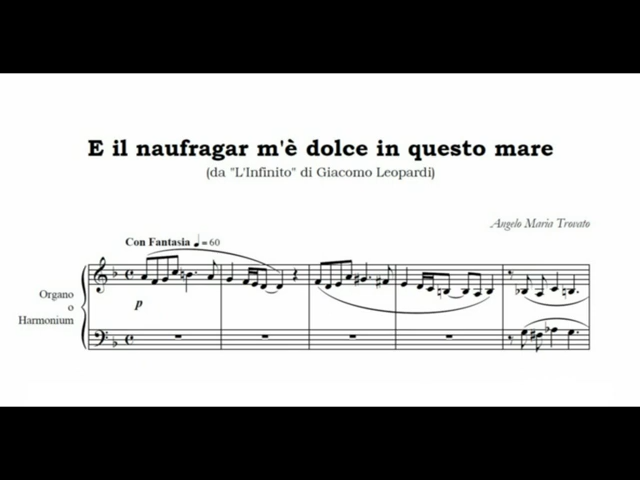 E il naufragar m'è dolce in questo mare
(da "L'Infinito" di Giacomo Leopardi)
Angelo Maria Trovato
Con Fantasia ♩ = 60
Organo
o
Harmonium
p